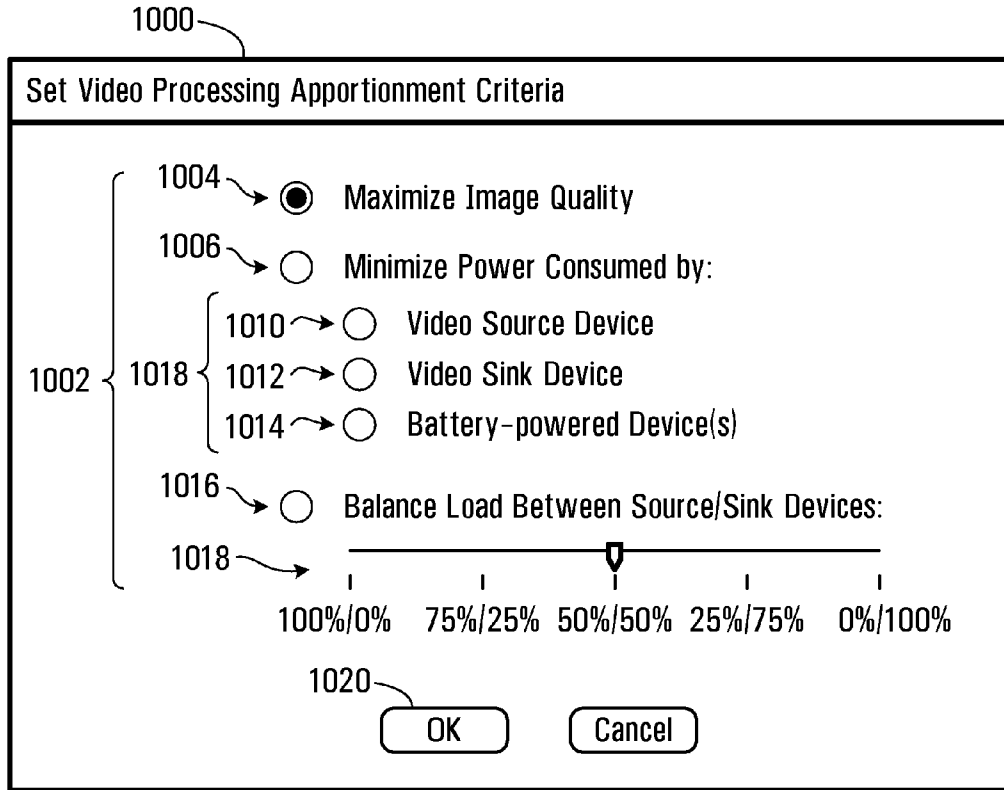 1000
Set Video Processing Apportionment Criteria
1004
Maximize Image Quality
1006
Minimize Power Consumed by:
1002
1018
1010
Video Source Device
1012
Video Sink Device
1014
Battery-powered Device(s)
1016
Balance Load Between Source/Sink Devices:
1018
100%/0% 75%/25% 50%/50% 25%/75% 0%/100%
1020
OK Cancel